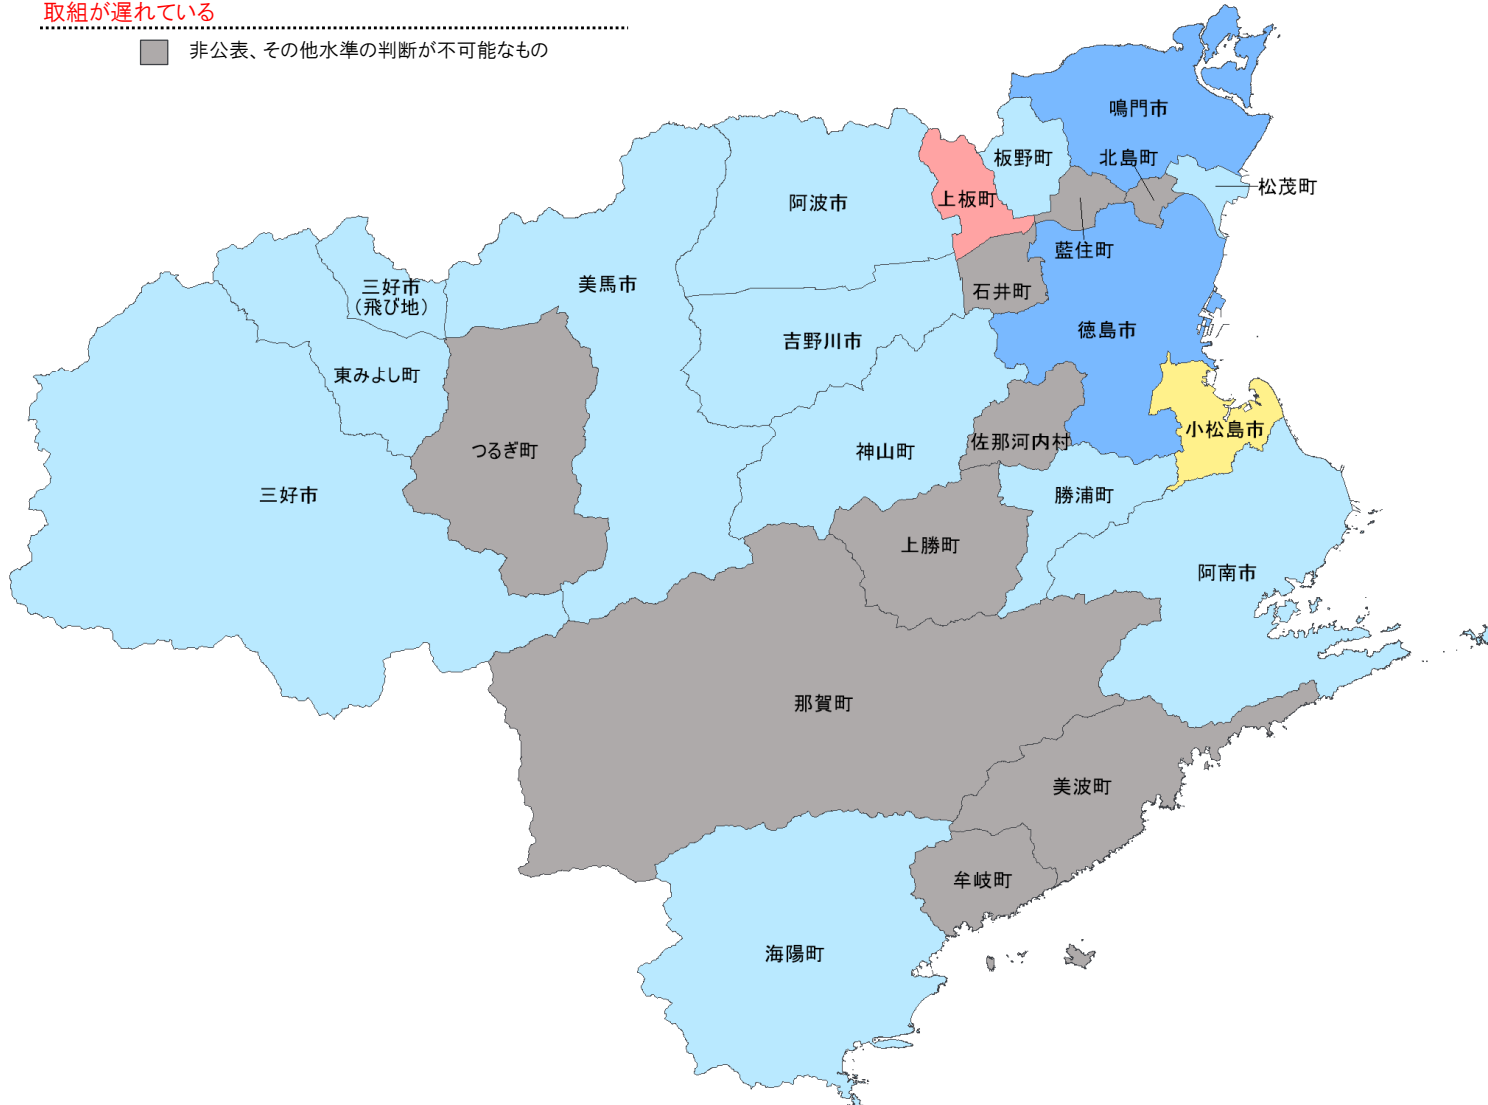 取組が遅れている
非公表、その他水準の判断が不可能なもの
鳴門市
板野町
北島町
松茂町
上板町
阿波市
藍住町
三好市
(飛び地)
美馬市
石井町
徳島市
吉野川市
東みよし町
小松島市
佐那河内村
つるぎ町
神山町
三好市
勝浦町
上勝町
阿南市
那賀町
美波町
牟岐町
海陽町